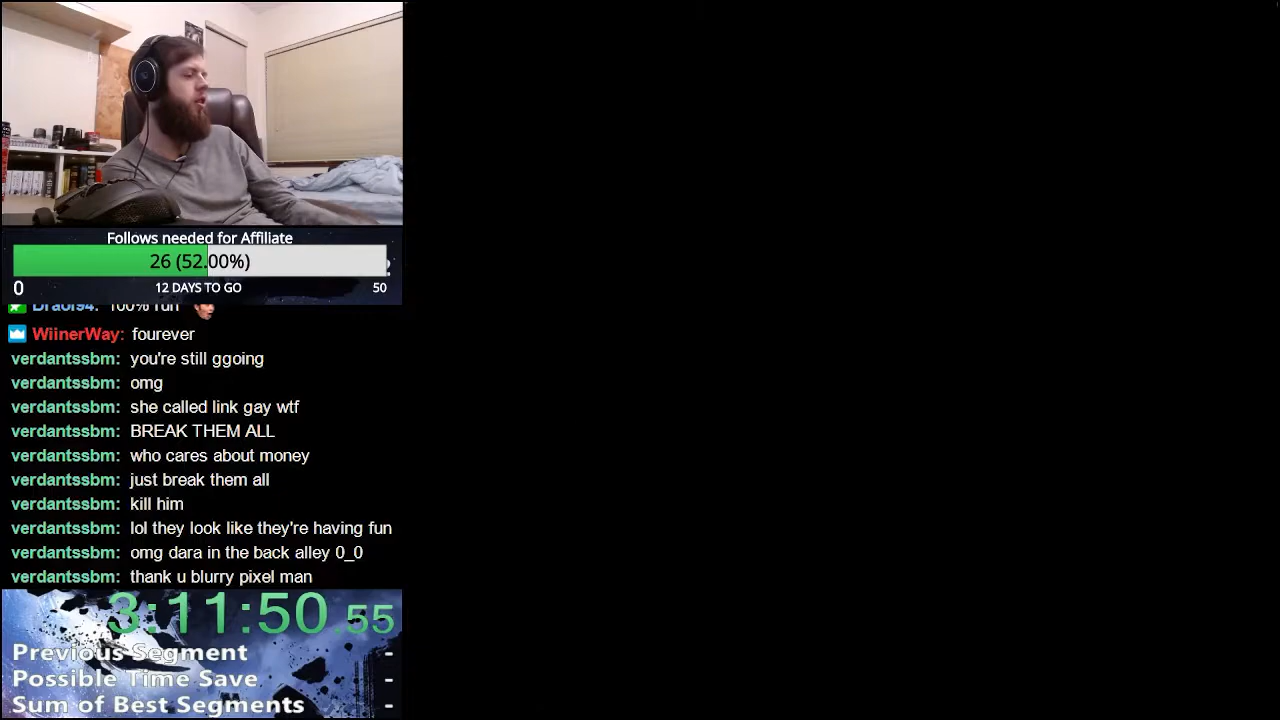 Follows needed for Affiliate
26 (52.00%)
0 12 DAYS TO GO 50
Draol94: 100% run
WiinerWay: fourever
verdantssbm: you're still ggoing
verdantssbm: omg
verdantssbm: she called link gay wtf
verdantssbm: BREAK THEM ALL
verdantssbm: who cares about money
verdantssbm: just break them all
verdantssbm: kill him
verdantssbm: lol they look like they're having fun
verdantssbm: omg dara in the back alley 0_0
verdantssbm: thank u blurry pixel man
3:11:50.55
Previous Segment -
Possible Time Save -
Sum of Best Segments -